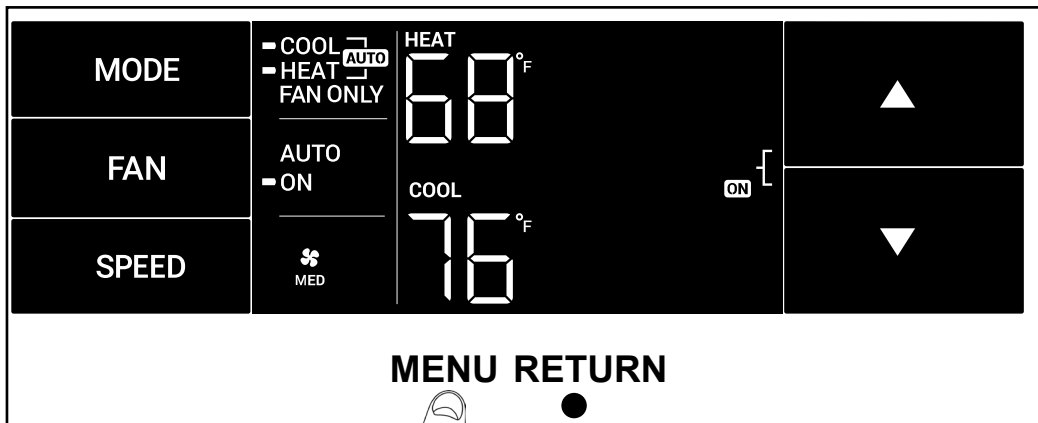 MODE
FAN
SPEED
COOL
HEAT
AUTO
FAN ONLY
AUTO
ON
MED
HEAT
68°F
COOL
76°F
ON
MENU RETURN